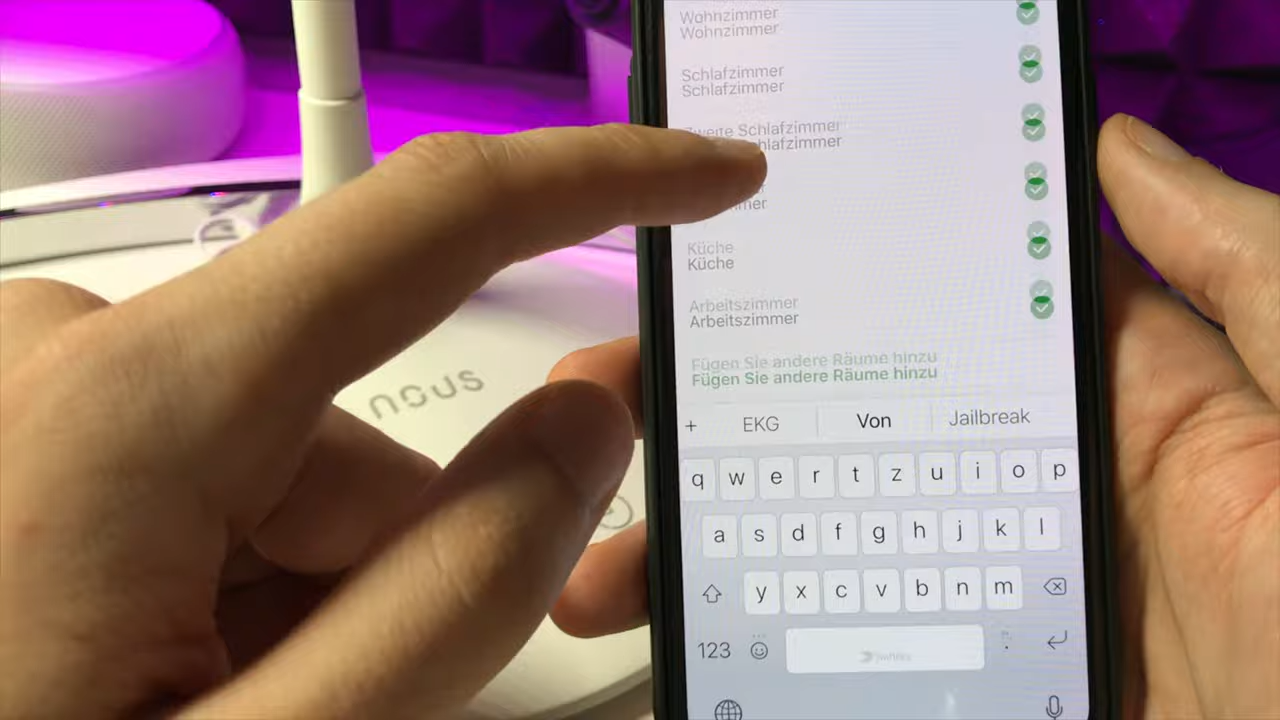 Wohnzimmer
Wohnzimmer
Schlafzimmer
Schlafzimmer
Zweite Schlafzimmer
Küche
Küche
Arbeitszimmer
Arbeitszimmer
Fügen Sie andere Räume hinzu
Fügen Sie andere Räume hinzu
nous
+ EKG Von Jailbreak
q w e r t z u i o p
a s d f g h j k l
y x c v b n m
123